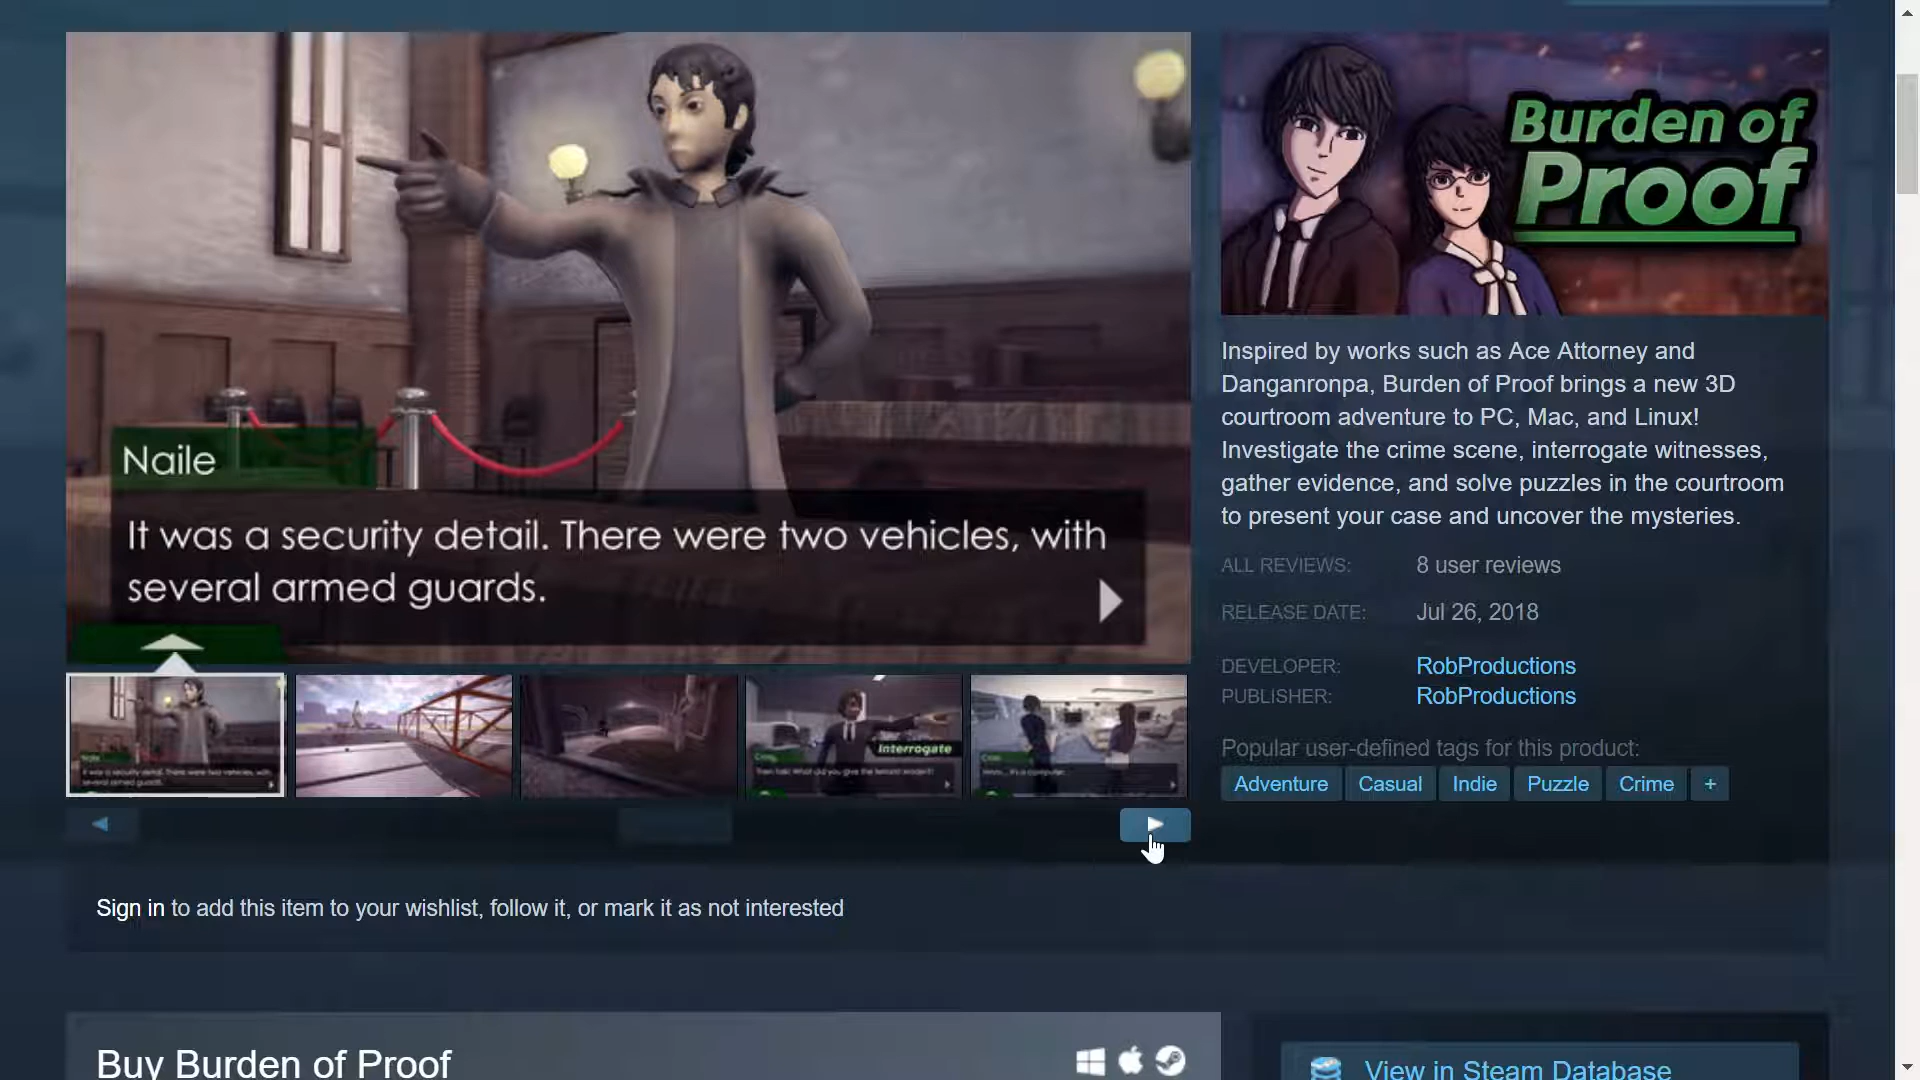 Burden of
Proof
Naile
It was a security detail. There were two vehicles, with
several armed guards.
Inspired by works such as Ace Attorney and
Danganronpa, Burden of Proof brings a new 3D
courtroom adventure to PC, Mac, and Linux!
Investigate the crime scene, interrogate witnesses,
gather evidence, and solve puzzles in the courtroom
to present your case and uncover the mysteries.
ALL REVIEWS: 8 user reviews
RELEASE DATE: Jul 26, 2018
DEVELOPER: RobProductions
PUBLISHER: RobProductions
Popular user-defined tags for this product:
Adventure Casual Indie Puzzle Crime +
Interrogate
Sign in to add this item to your wishlist, follow it, or mark it as not interested
Buy Burden of Proof
View in Steam Database